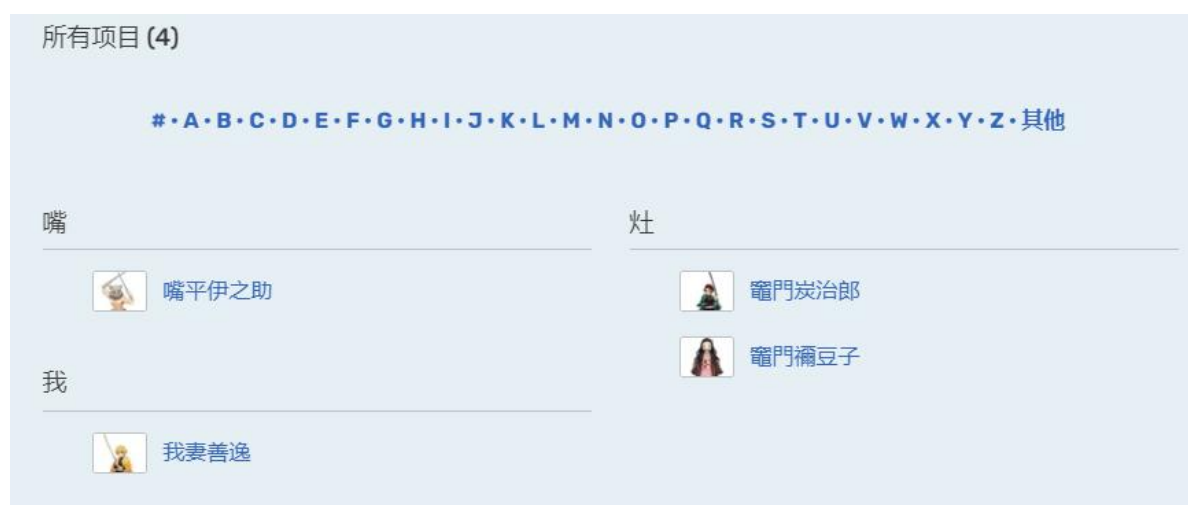 所有项目 (4)
#·A·B·C·D·E·F·G·H·I·J·K·L·M·N·O·P·Q·R·S·T·U·V·W·X·Y·Z·其他
嘴
嘴平伊之助
我
我妻善逸
灶
竈門炭治郎
竈門禰豆子